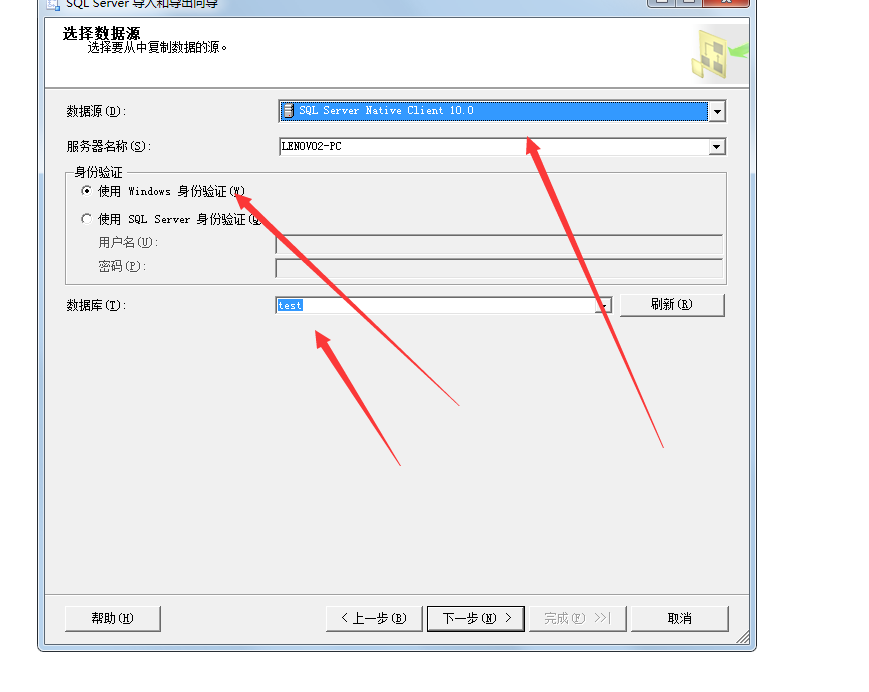 SQL Server 导入和导出向导
选择数据源
选择要从中复制数据的源。
数据源(D):
SQL Server Native Client 10.0
服务器名称(S):
LENOVO2-PC
身份验证
使用 Windows 身份验证(W)
使用 SQL Server 身份验证(Q)
用户名(U):
密码(P):
数据库(T):
test
刷新(R)
帮助(H)
< 上一步(B)
下一步(N) >
完成(F) >>|
取消